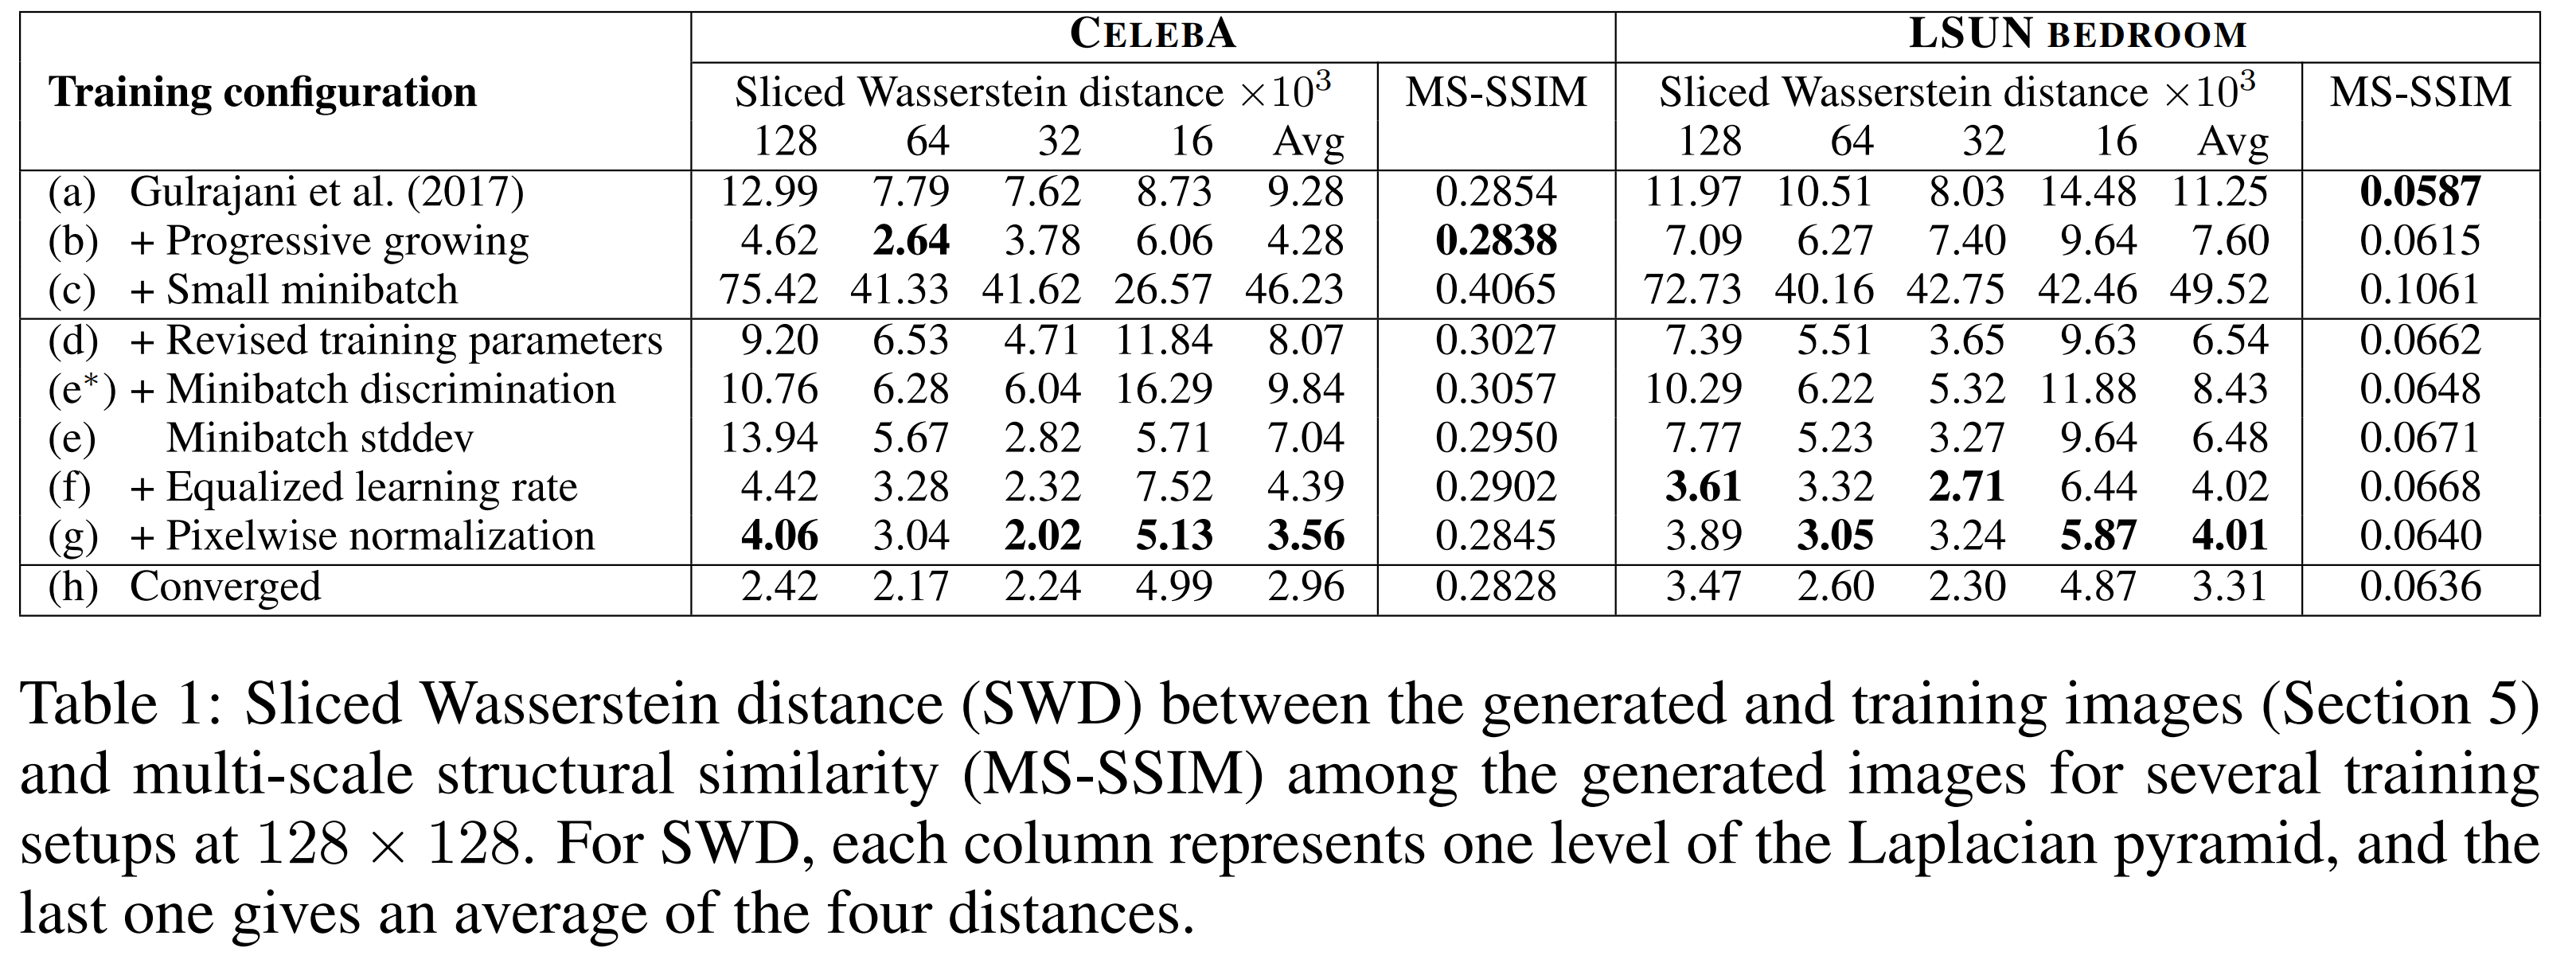 CELEBA LSUN BEDROOM
Training configuration Sliced Wasserstein distance ×10³ MS-SSIM Sliced Wasserstein distance ×10³ MS-SSIM
128 64 32 16 Avg 128 64 32 16 Avg
(a) Gulrajani et al. (2017) 12.99 7.79 7.62 8.73 9.28 0.2854 11.97 10.51 8.03 14.48 11.25 0.0587
(b) + Progressive growing 4.62 2.64 3.78 6.06 4.28 0.2838 7.09 6.27 7.40 9.64 7.60 0.0615
(c) + Small minibatch 75.42 41.33 41.62 26.57 46.23 0.4065 72.73 40.16 42.75 42.46 49.52 0.1061
(d) + Revised training parameters 9.20 6.53 4.71 11.84 8.07 0.3027 7.39 5.51 3.65 9.63 6.54 0.0662
(e*) + Minibatch discrimination 10.76 6.28 6.04 16.29 9.84 0.3057 10.29 6.22 5.32 11.88 8.43 0.0648
(e) Minibatch stddev 13.94 5.67 2.82 5.71 7.04 0.2950 7.77 5.23 3.27 9.64 6.48 0.0671
(f) + Equalized learning rate 4.42 3.28 2.32 7.52 4.39 0.2902 3.61 3.32 2.71 6.44 4.02 0.0668
(g) + Pixelwise normalization 4.06 3.04 2.02 5.13 3.56 0.2845 3.89 3.05 3.24 5.87 4.01 0.0640
(h) Converged 2.42 2.17 2.24 4.99 2.96 0.2828 3.47 2.60 2.30 4.87 3.31 0.0636
Table 1: Sliced Wasserstein distance (SWD) between the generated and training images (Section 5)
and multi-scale structural similarity (MS-SSIM) among the generated images for several training
setups at 128 × 128. For SWD, each column represents one level of the Laplacian pyramid, and the
last one gives an average of the four distances.